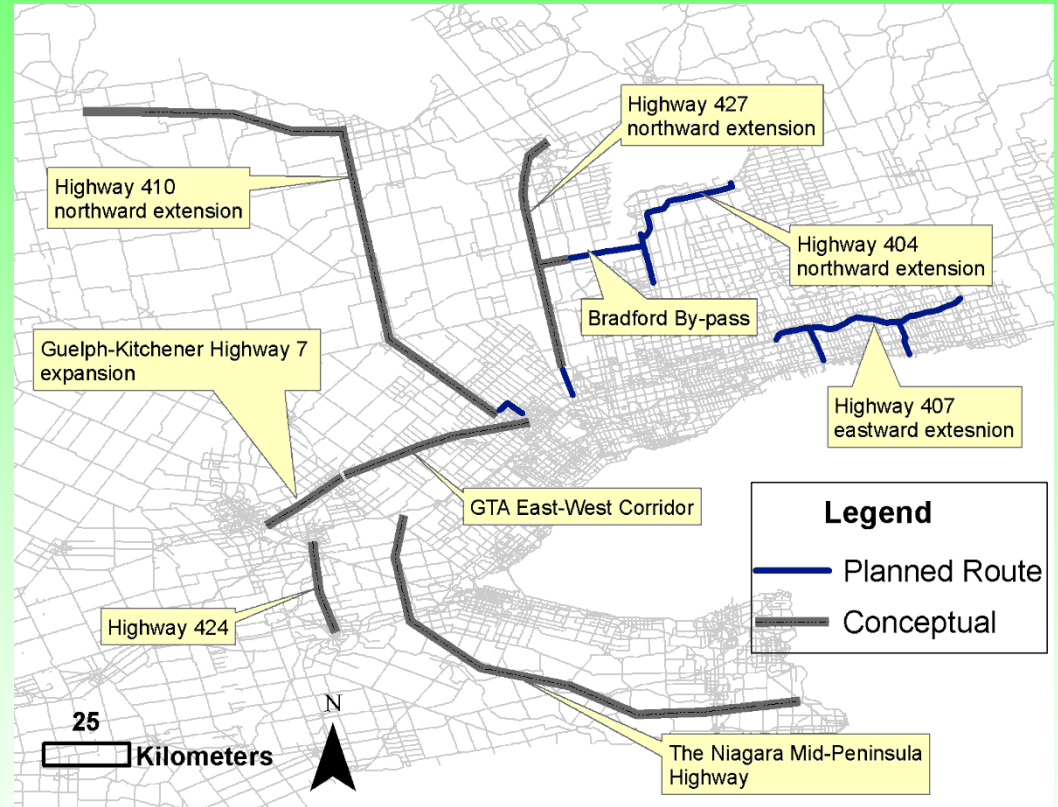 Highway 427
northward extension
Highway 410
northward extension
Highway 404
northward extension
Bradford By-pass
Guelph-Kitchener Highway 7
expansion
Highway 407
eastward extesnion
GTA East-West Corridor
Legend
Planned Route
Conceptual
Highway 424
N
25
Kilometers
The Niagara Mid-Peninsula
Highway